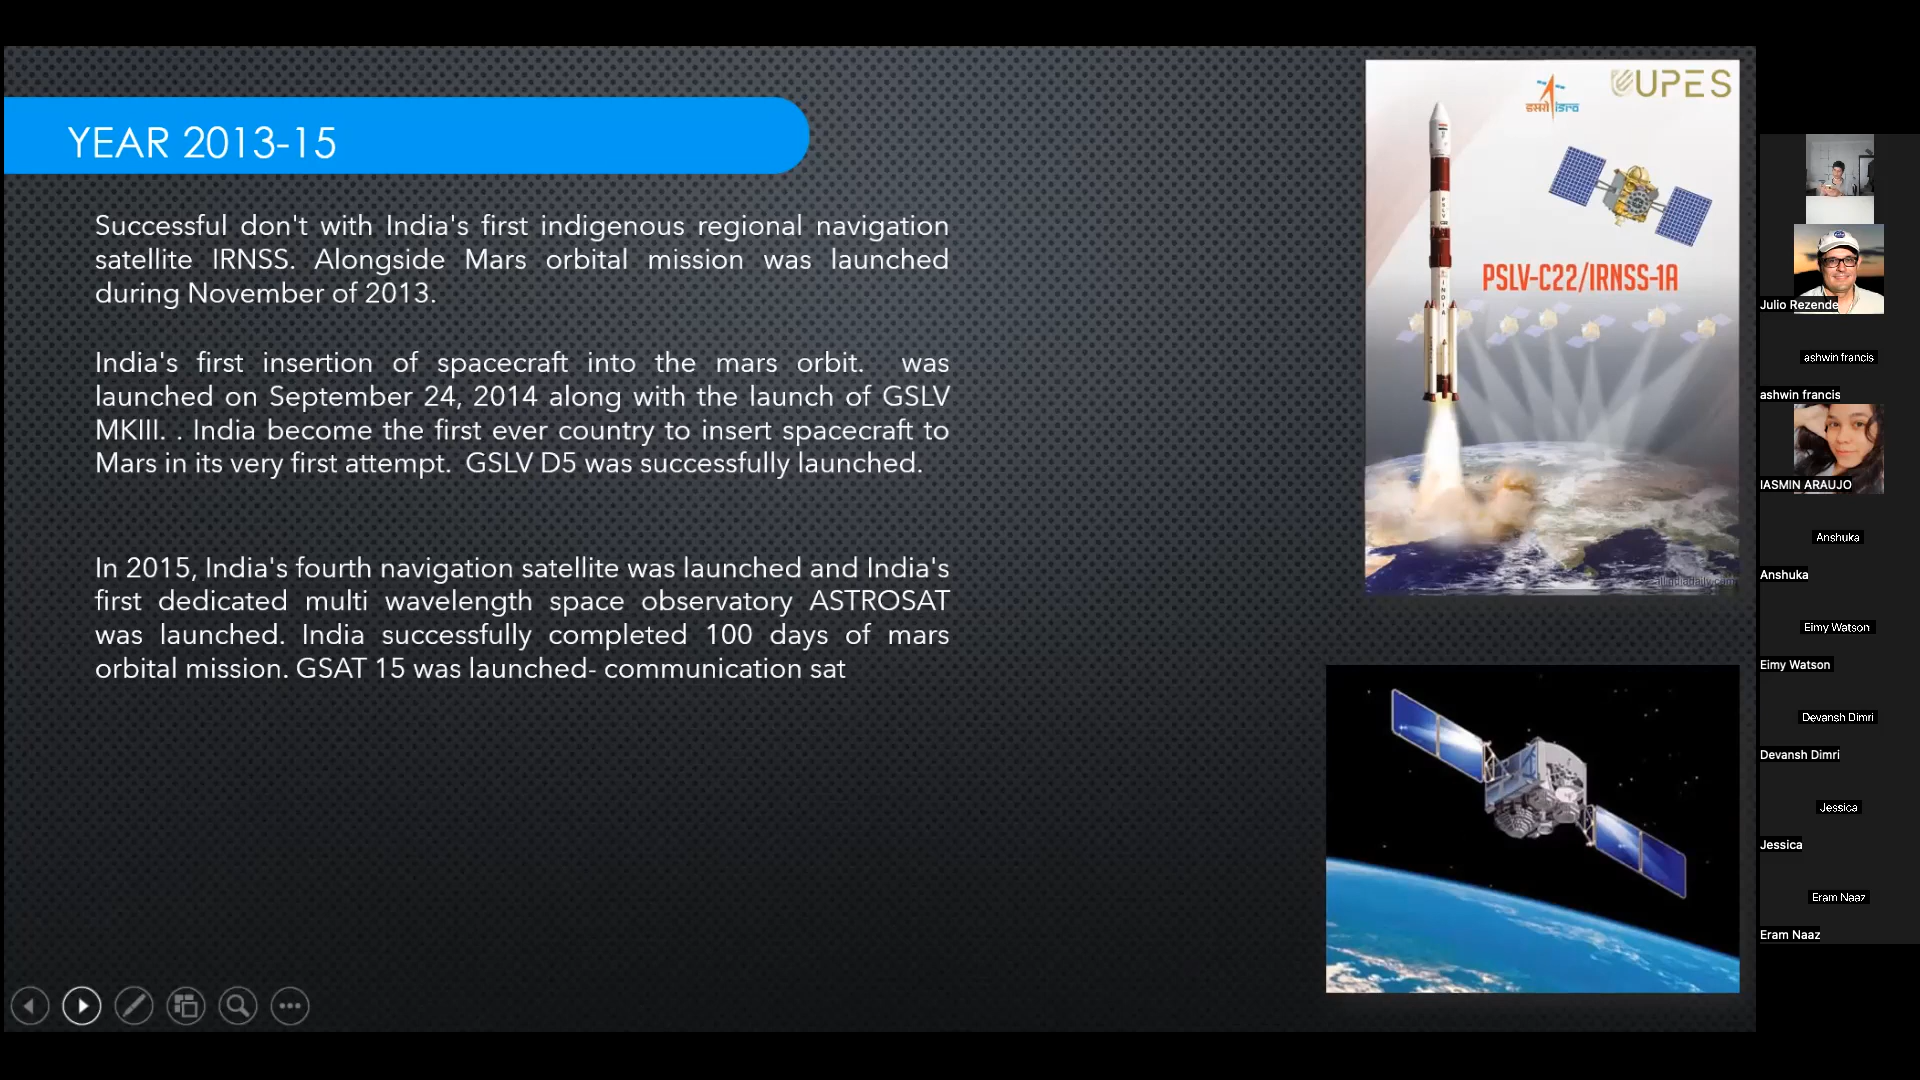 YEAR 2013-15
Successful don't with India's first indigenous regional navigation
satellite IRNSS. Alongside Mars orbital mission was launched
during November of 2013.
India's first insertion of spacecraft into the mars orbit. was
launched on September 24, 2014 along with the launch of GSLV
MKIII. . India become the first ever country to insert spacecraft to
Mars in its very first attempt. GSLV D5 was successfully launched.
In 2015, India's fourth navigation satellite was launched and India's
first dedicated multi wavelength space observatory ASTROSAT
was launched. India successfully completed 100 days of mars
orbital mission. GSAT 15 was launched- communication sat
इसरो isro
UPES
PSLV-C22/IRNSS-1A
PSLV
INDIA
Julio Rezende
ashwin francis
ashwin francis
IASMIN ARAUJO
Anshuka
Anshuka
Eimy Watson
Eimy Watson
Devansh Dimri
Devansh Dimri
Jessica
Jessica
Eram Naaz
Eram Naaz